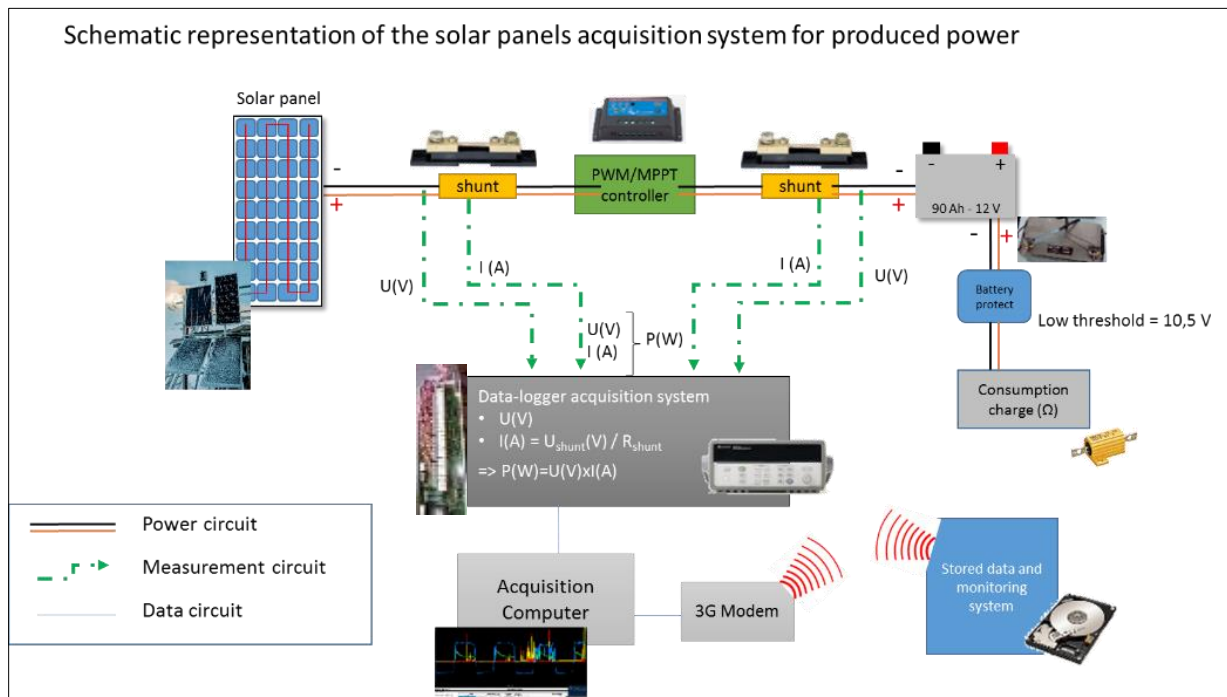 Schematic representation of the solar panels acquisition system for produced power
Solar panel
-
+
shunt
PWM/MPPT
controller
shunt
-
+
- +
90 Ah - 12 V
- +
I (A)
U(V)
I (A)
U(V)
Battery
protect
Low threshold = 10,5 V
U(V)
I (A)
P(W)
Consumption
charge (Ω)
Data-logger acquisition system
• U(V)
• I(A) = Ushunt(V) / Rshunt
=> P(W)=U(V)xI(A)
Power circuit
Measurement circuit
Data circuit
Acquisition
Computer
3G Modem
Stored data and
monitoring
system